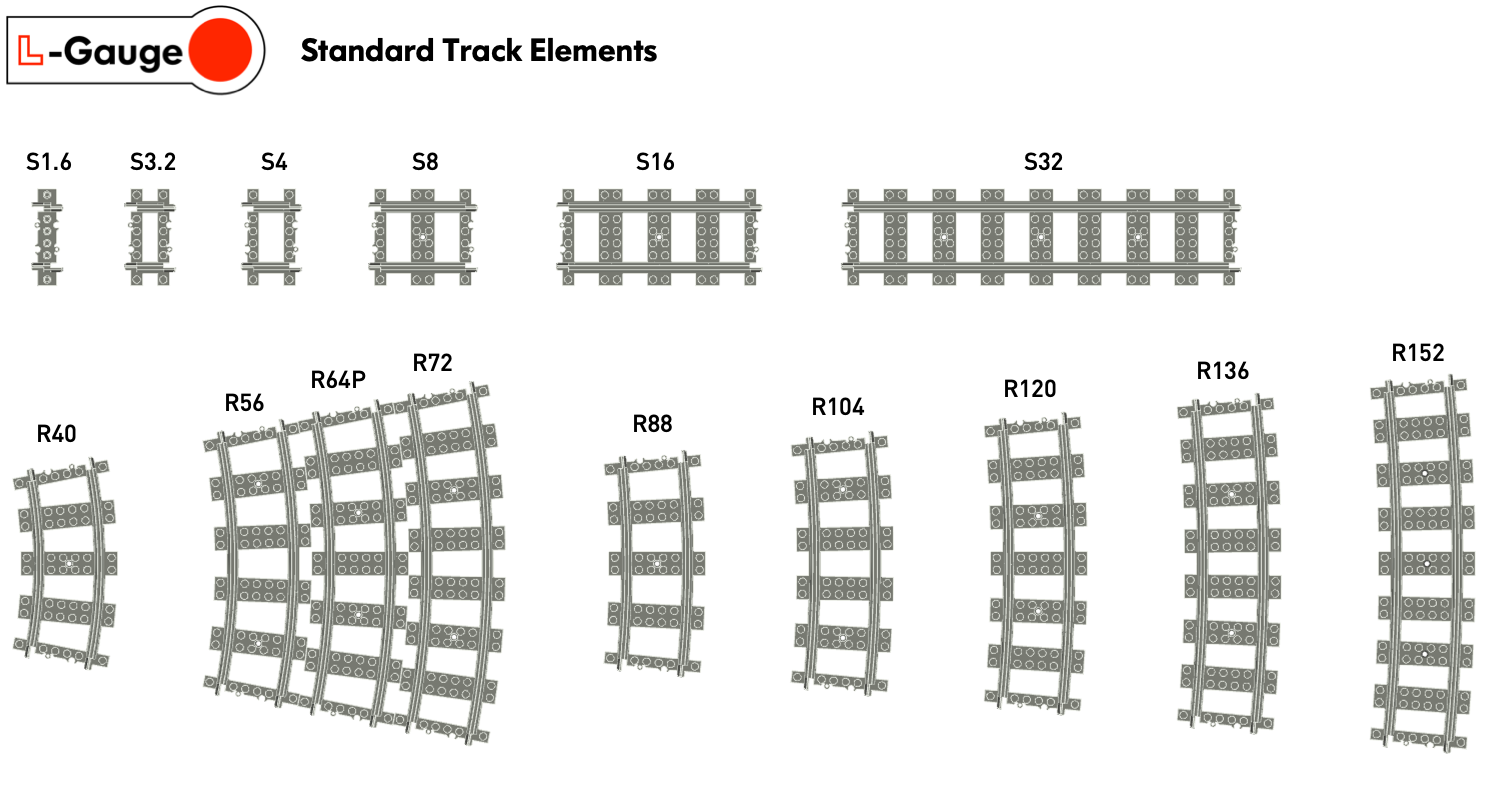 L-Gauge
Standard Track Elements
S1.6 S3.2 S4 S8 S16 S32
R40 R56 R64P R72 R88 R104 R120 R136 R152